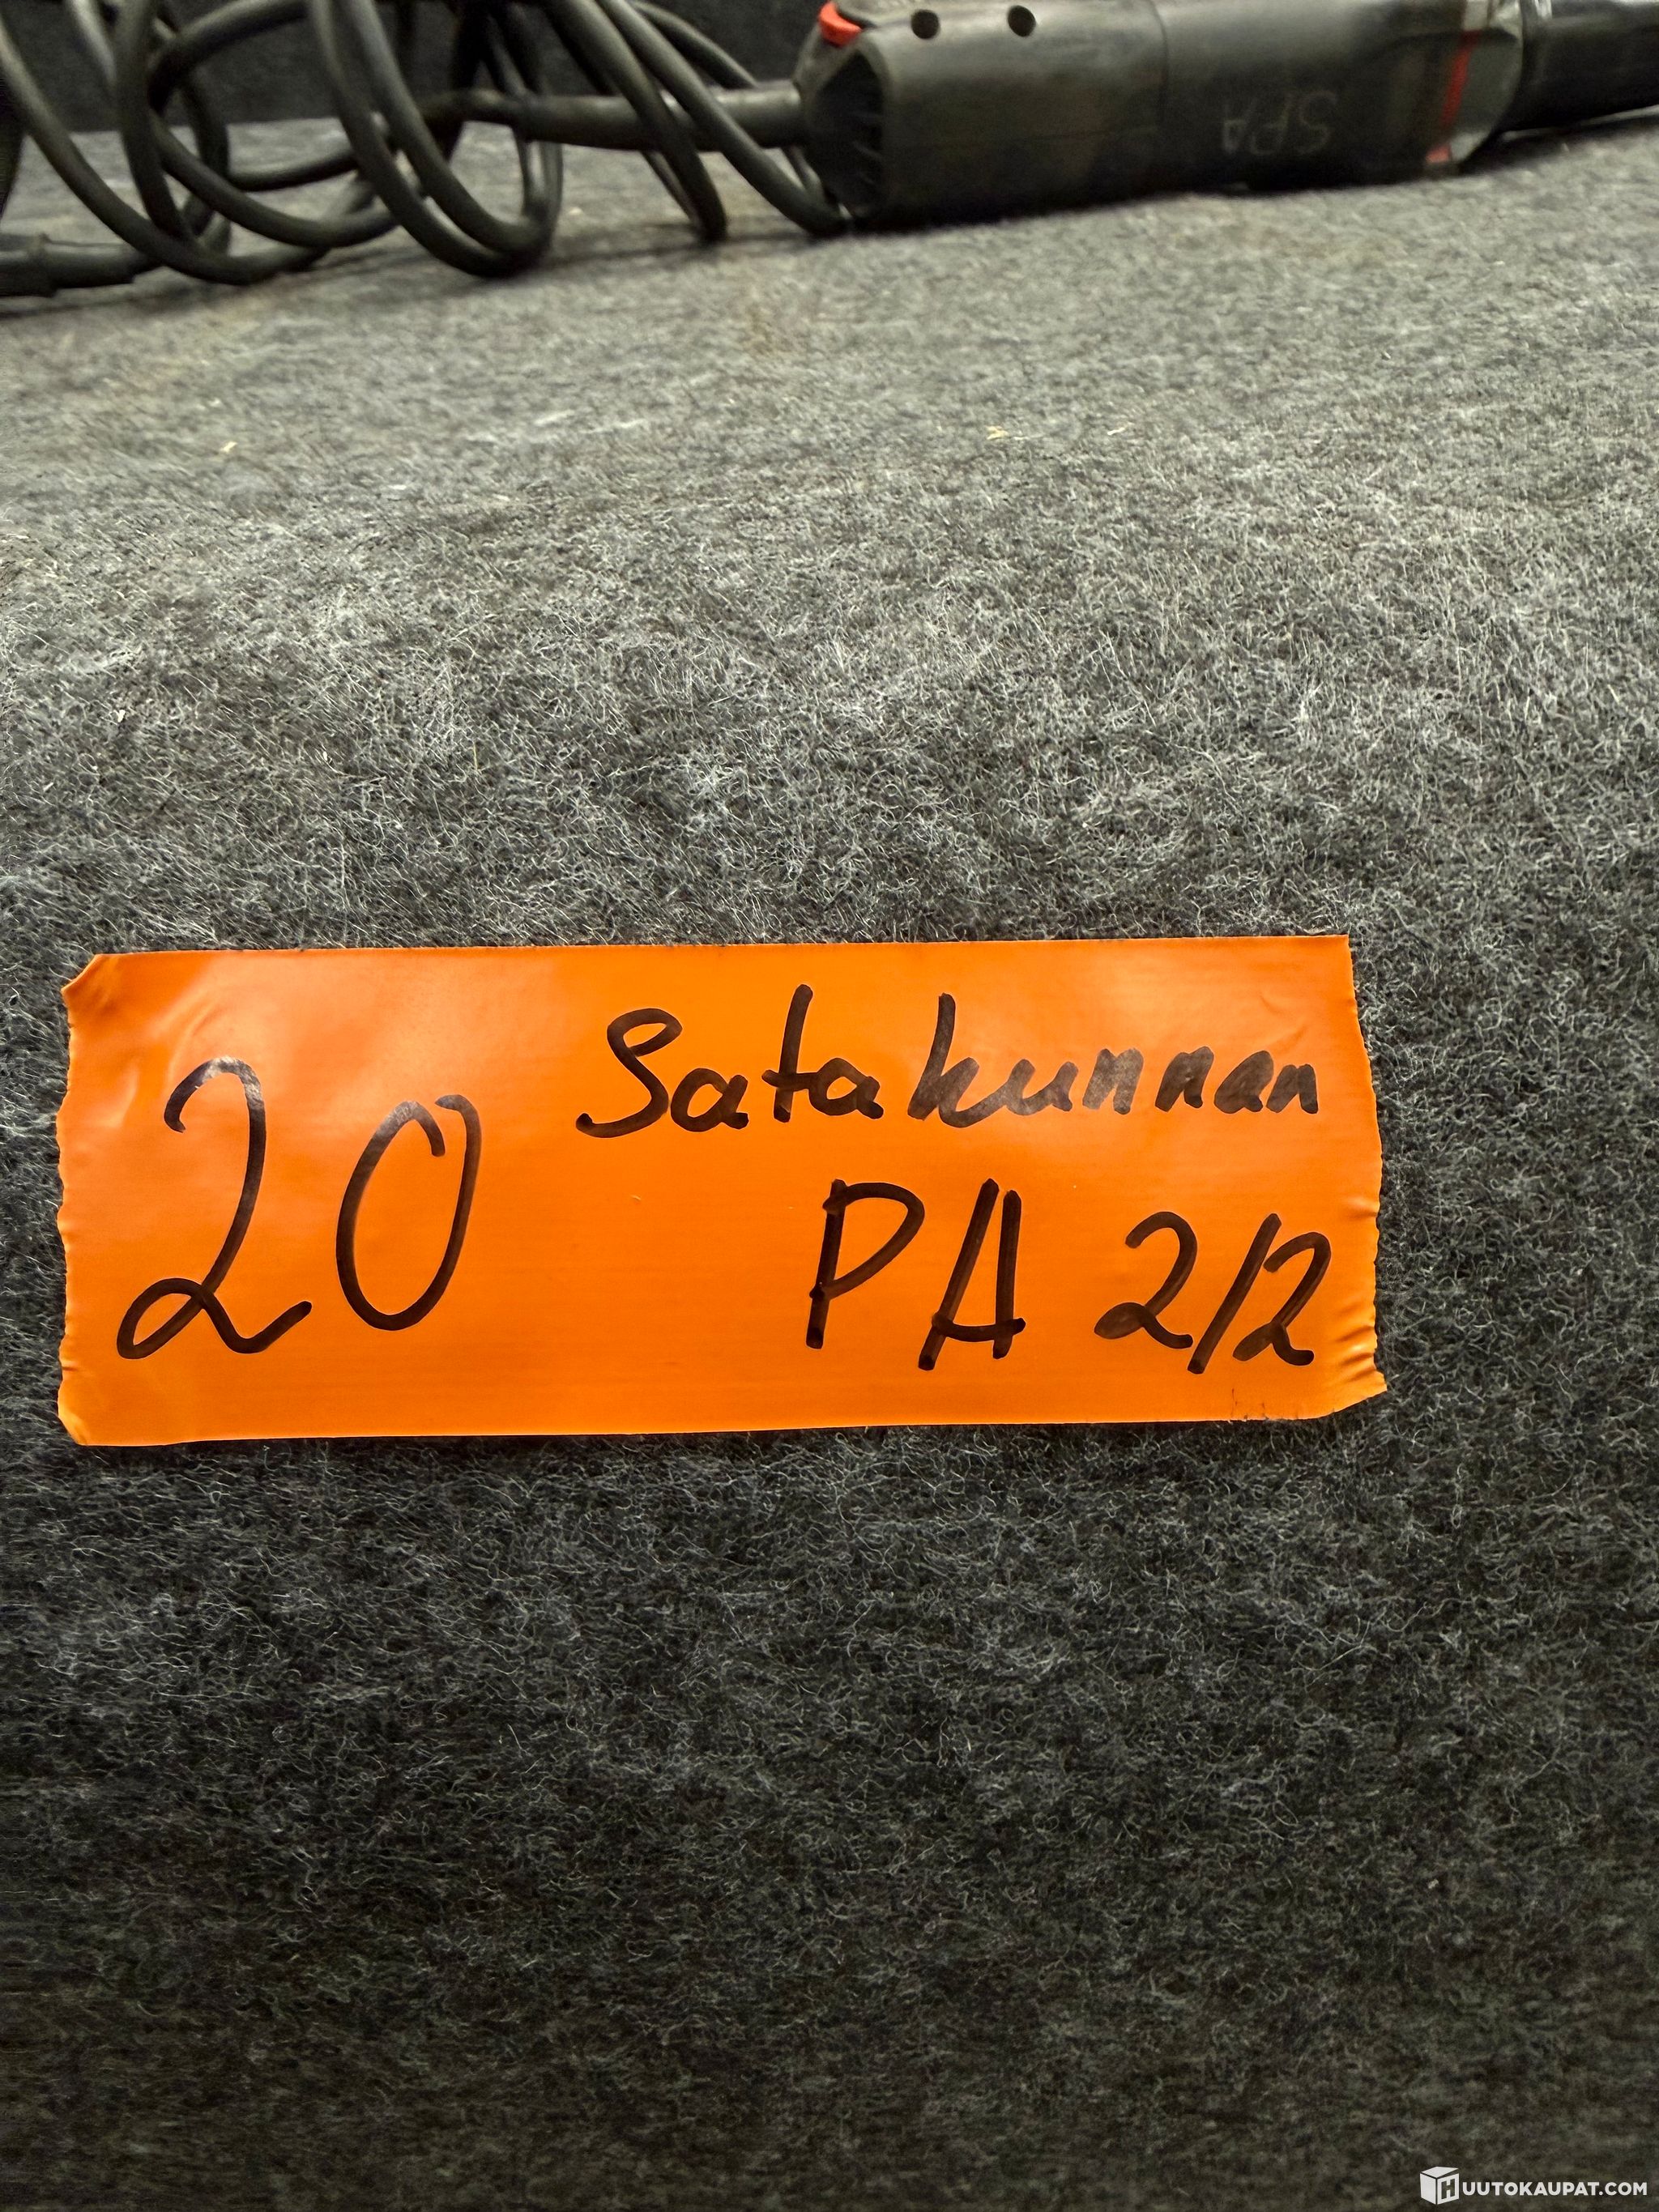 SPA
20 Satakunnan
PA 2/2
HUUTOKAUPAT.COM